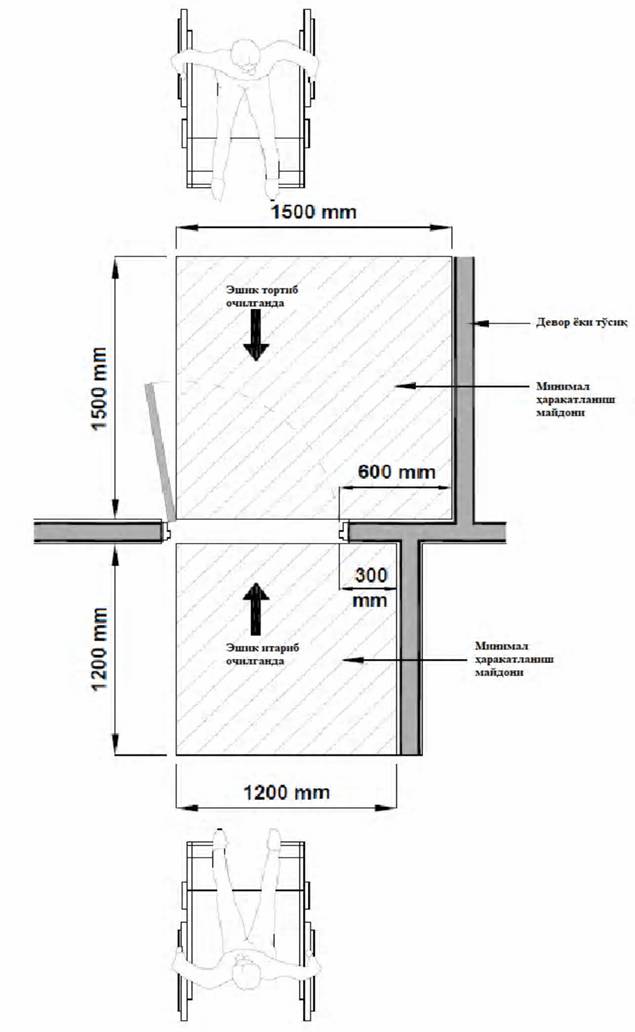 1500 mm
Эшик тортиб
очилганда
Девор ёки тўсиқ
1500 mm
Минимал
ҳаракатланиш
майдони
600 mm
300
mm
1200 mm
Эшик итариб
очилганда
Минимал
ҳаракатланиш
майдони
1200 mm